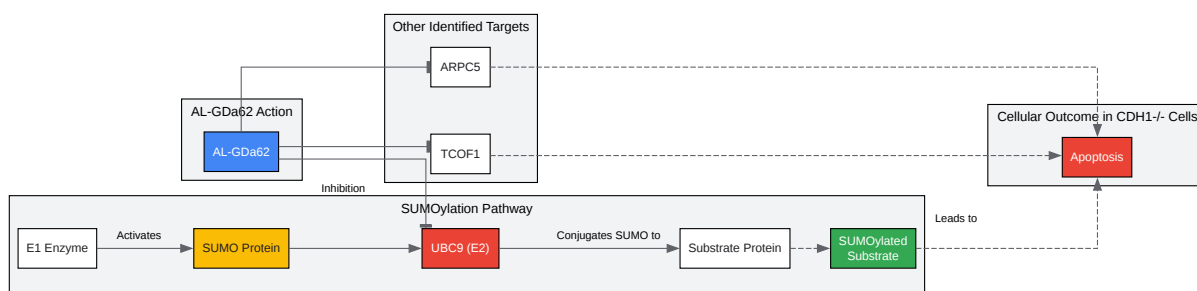 Other Identified Targets
ARPC5
AL-GDa62 Action
AL-GDa62
TCOF1
Cellular Outcome in CDH1-/- Cells
Apoptosis
Inhibition
SUMOylation Pathway
E1 Enzyme
Activates
SUMO Protein
UBC9 (E2)
Conjugates SUMO to
Substrate Protein
SUMOylated
Substrate
Leads to